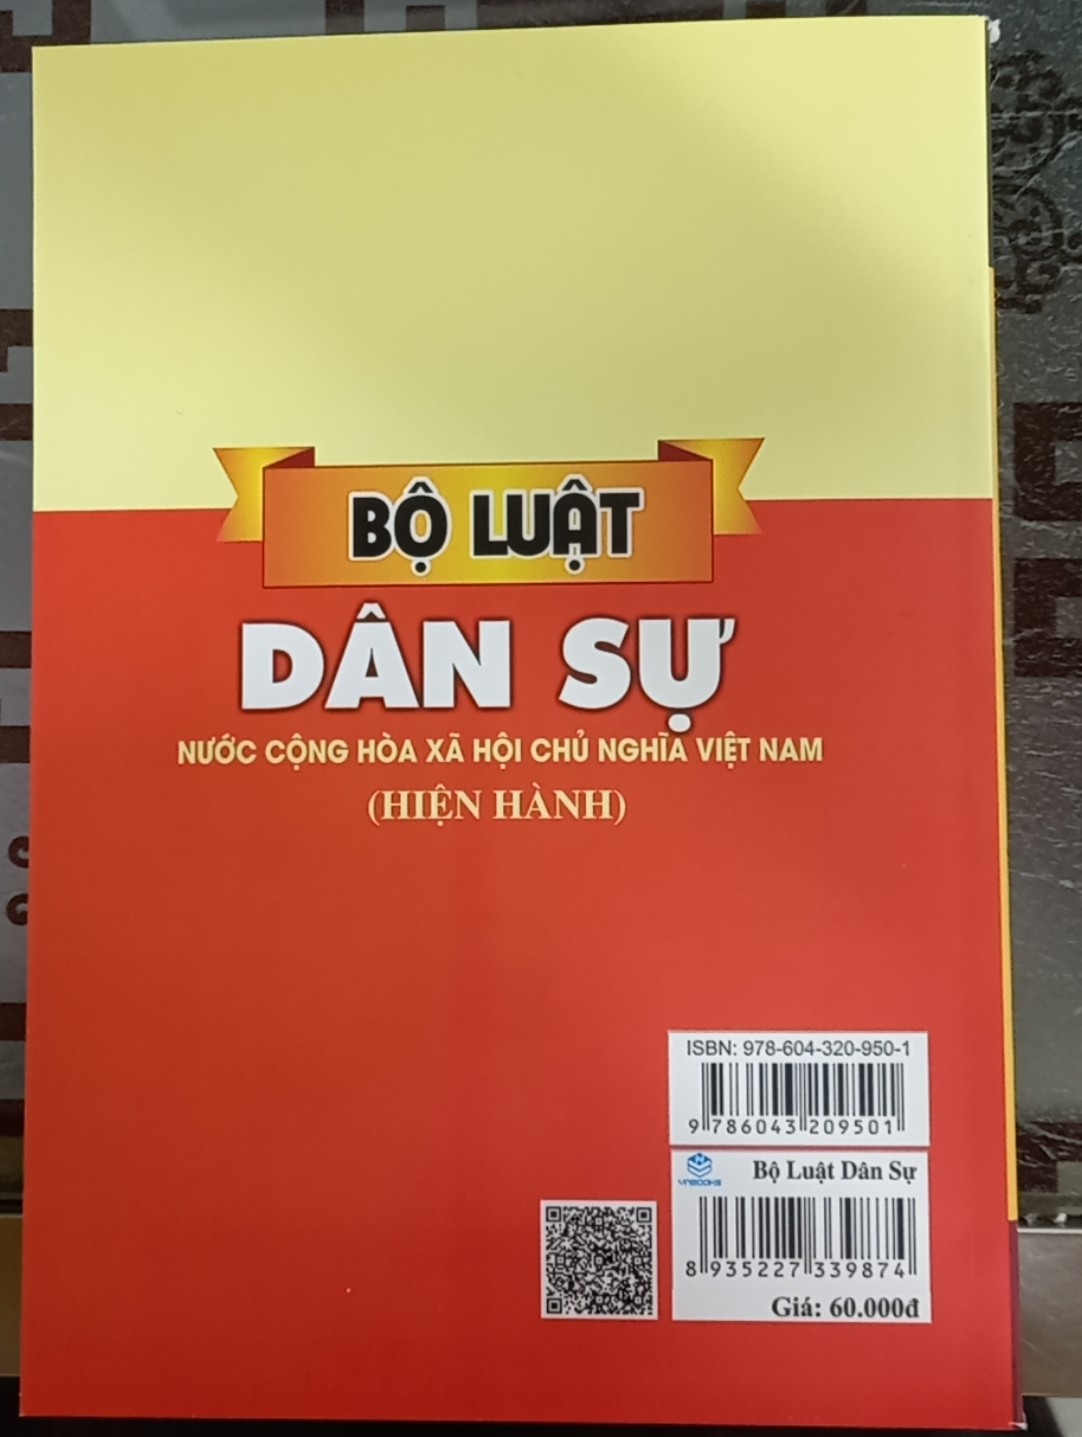 BỘ LUẬT
DÂN SỰ
NƯỚC CỘNG HÒA XÃ HỘI CHỦ NGHĨA VIỆT NAM
(HIỆN HÀNH)
ISBN: 978-604-320-950-1
9 786043 209501
VNBOOKS
Bộ Luật Dân Sự
8 935227 339874
Giá: 60.000đ